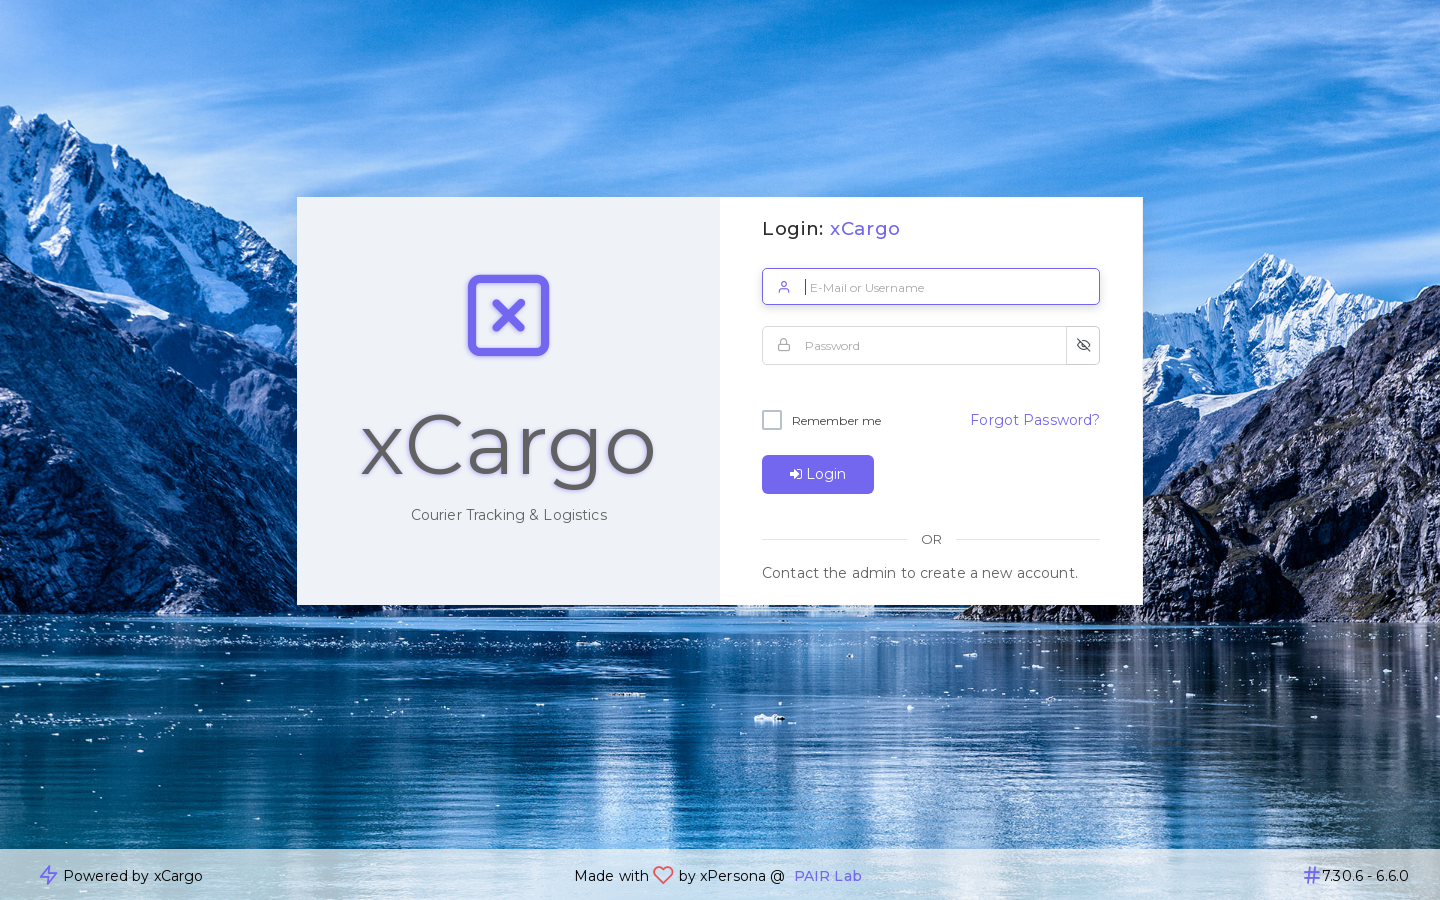 xCargo
Courier Tracking & Logistics
Login: xCargo
E-Mail or Username
Password
Remember me
Forgot Password?
Login
OR
Contact the admin to create a new account.
Powered by xCargo
Made with by xPersona @ PAIR Lab
7.30.6 - 6.6.0